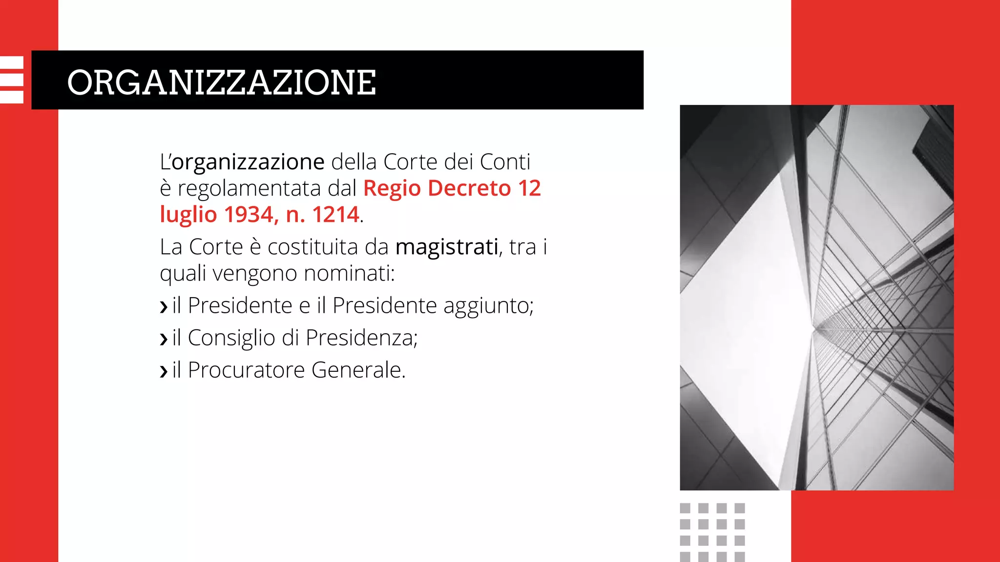 ORGANIZZAZIONE
L’organizzazione della Corte dei Conti
è regolamentata dal Regio Decreto 12
luglio 1934, n. 1214.
La Corte è costituita da magistrati, tra i
quali vengono nominati:
›il Presidente e il Presidente aggiunto;
›il Consiglio di Presidenza;
›il Procuratore Generale.